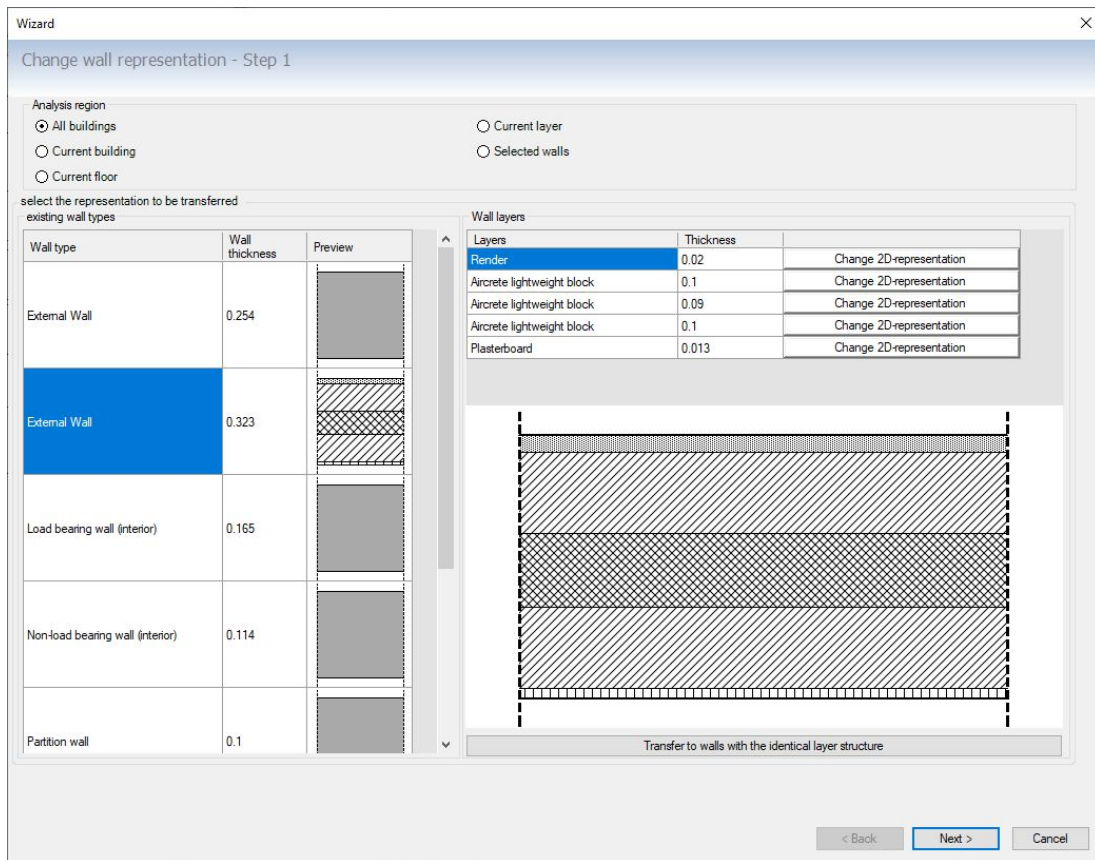 Wizard
Change wall representation - Step 1
Analysis region
All buildings
Current layer
Current building
Selected walls
Current floor
select the representation to be transferred
existing wall types
Wall type
Wall thickness
Preview
External Wall
0.254
External Wall
0.323
Load bearing wall (interior)
0.165
Non-load bearing wall (interior)
0.114
Partition wall
0.1
Wall layers
Layers
Thickness
Render
0.02
Change 2D-representation
Aircrete lightweight block
0.1
Change 2D-representation
Aircrete lightweight block
0.09
Change 2D-representation
Aircrete lightweight block
0.1
Change 2D-representation
Plasterboard
0.013
Change 2D-representation
Transfer to walls with the identical layer structure
< Back
Next >
Cancel